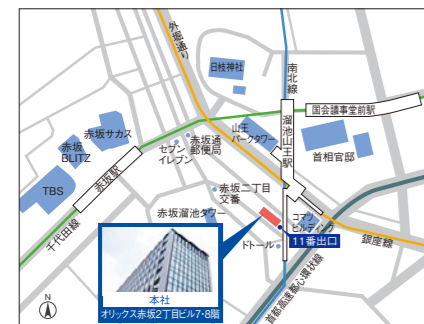 外堀通り
日枝神社
南北線
国会議事堂前駅
溜池山王駅
山王
パークタワー
首相官邸
赤坂サカス
赤坂
BLITZ
TBS
赤坂駅
千代田線
セブン
イレブン
赤坂通
郵便局
赤坂二丁目
交番
赤坂溜池タワー
コマツ
ビルディング
11番出口
ドトール
銀座線
首都高速都心環状線
本社
オリックス赤坂2丁目ビル7・8階
N